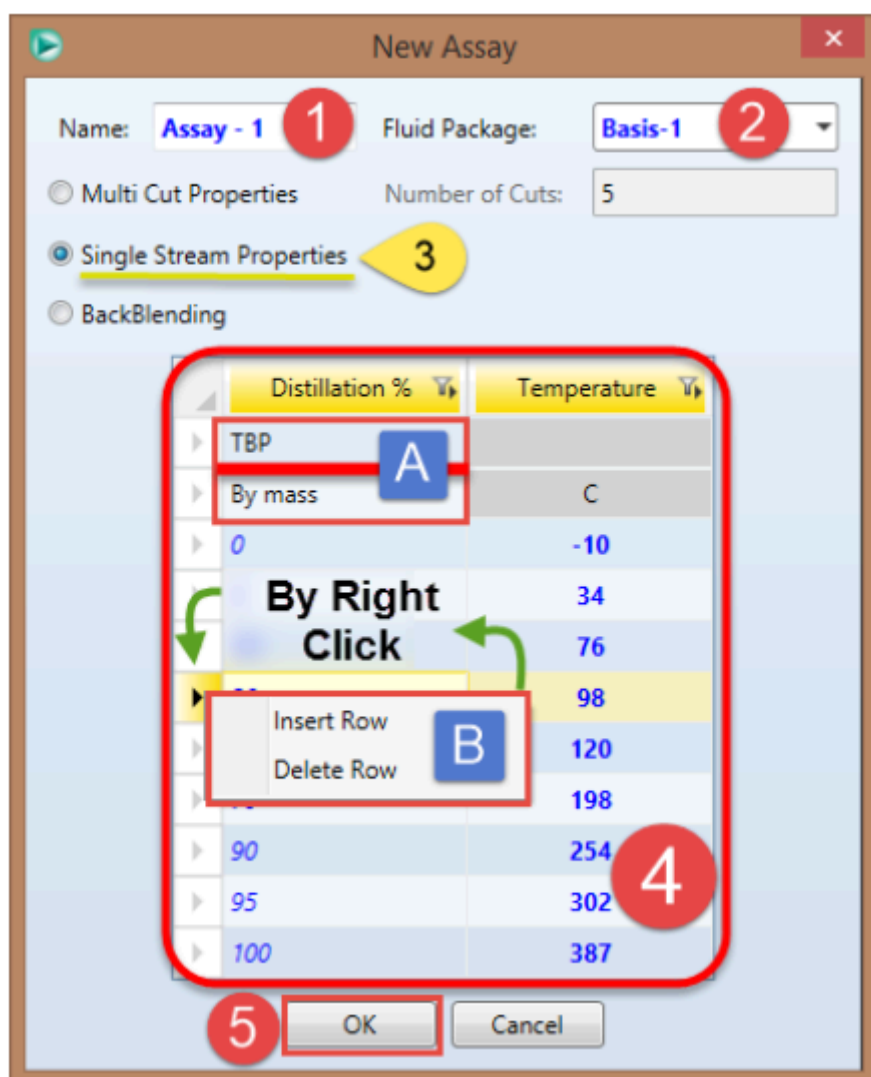 New Assay
Name: Assay - 1 1 Fluid Package: Basis-1 2
Multi Cut Properties Number of Cuts: 5
Single Stream Properties 3
BackBlending
Distillation % Temperature
TBP A
By mass C
0 -10
By Right 34
Click 76
98
Insert Row B
120
Delete Row
198
90 254 4
95 302
100 387
5 OK Cancel